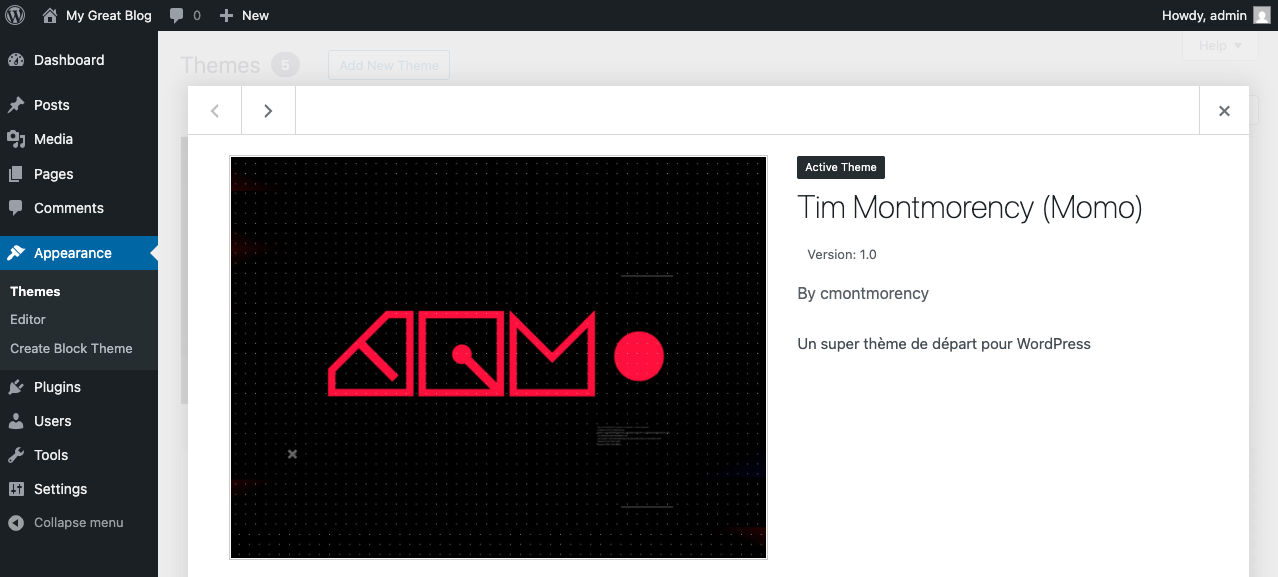 My Great Blog
0
New
Howdy, admin
Dashboard
Posts
Media
Pages
Comments
Appearance
Themes
Editor
Create Block Theme
Plugins
Users
Tools
Settings
Collapse menu
Themes 5
Add New Theme
Help
Active Theme
Tim Montmorency (Momo)
Version: 1.0
By cmontmorency
Un super thème de départ pour WordPress